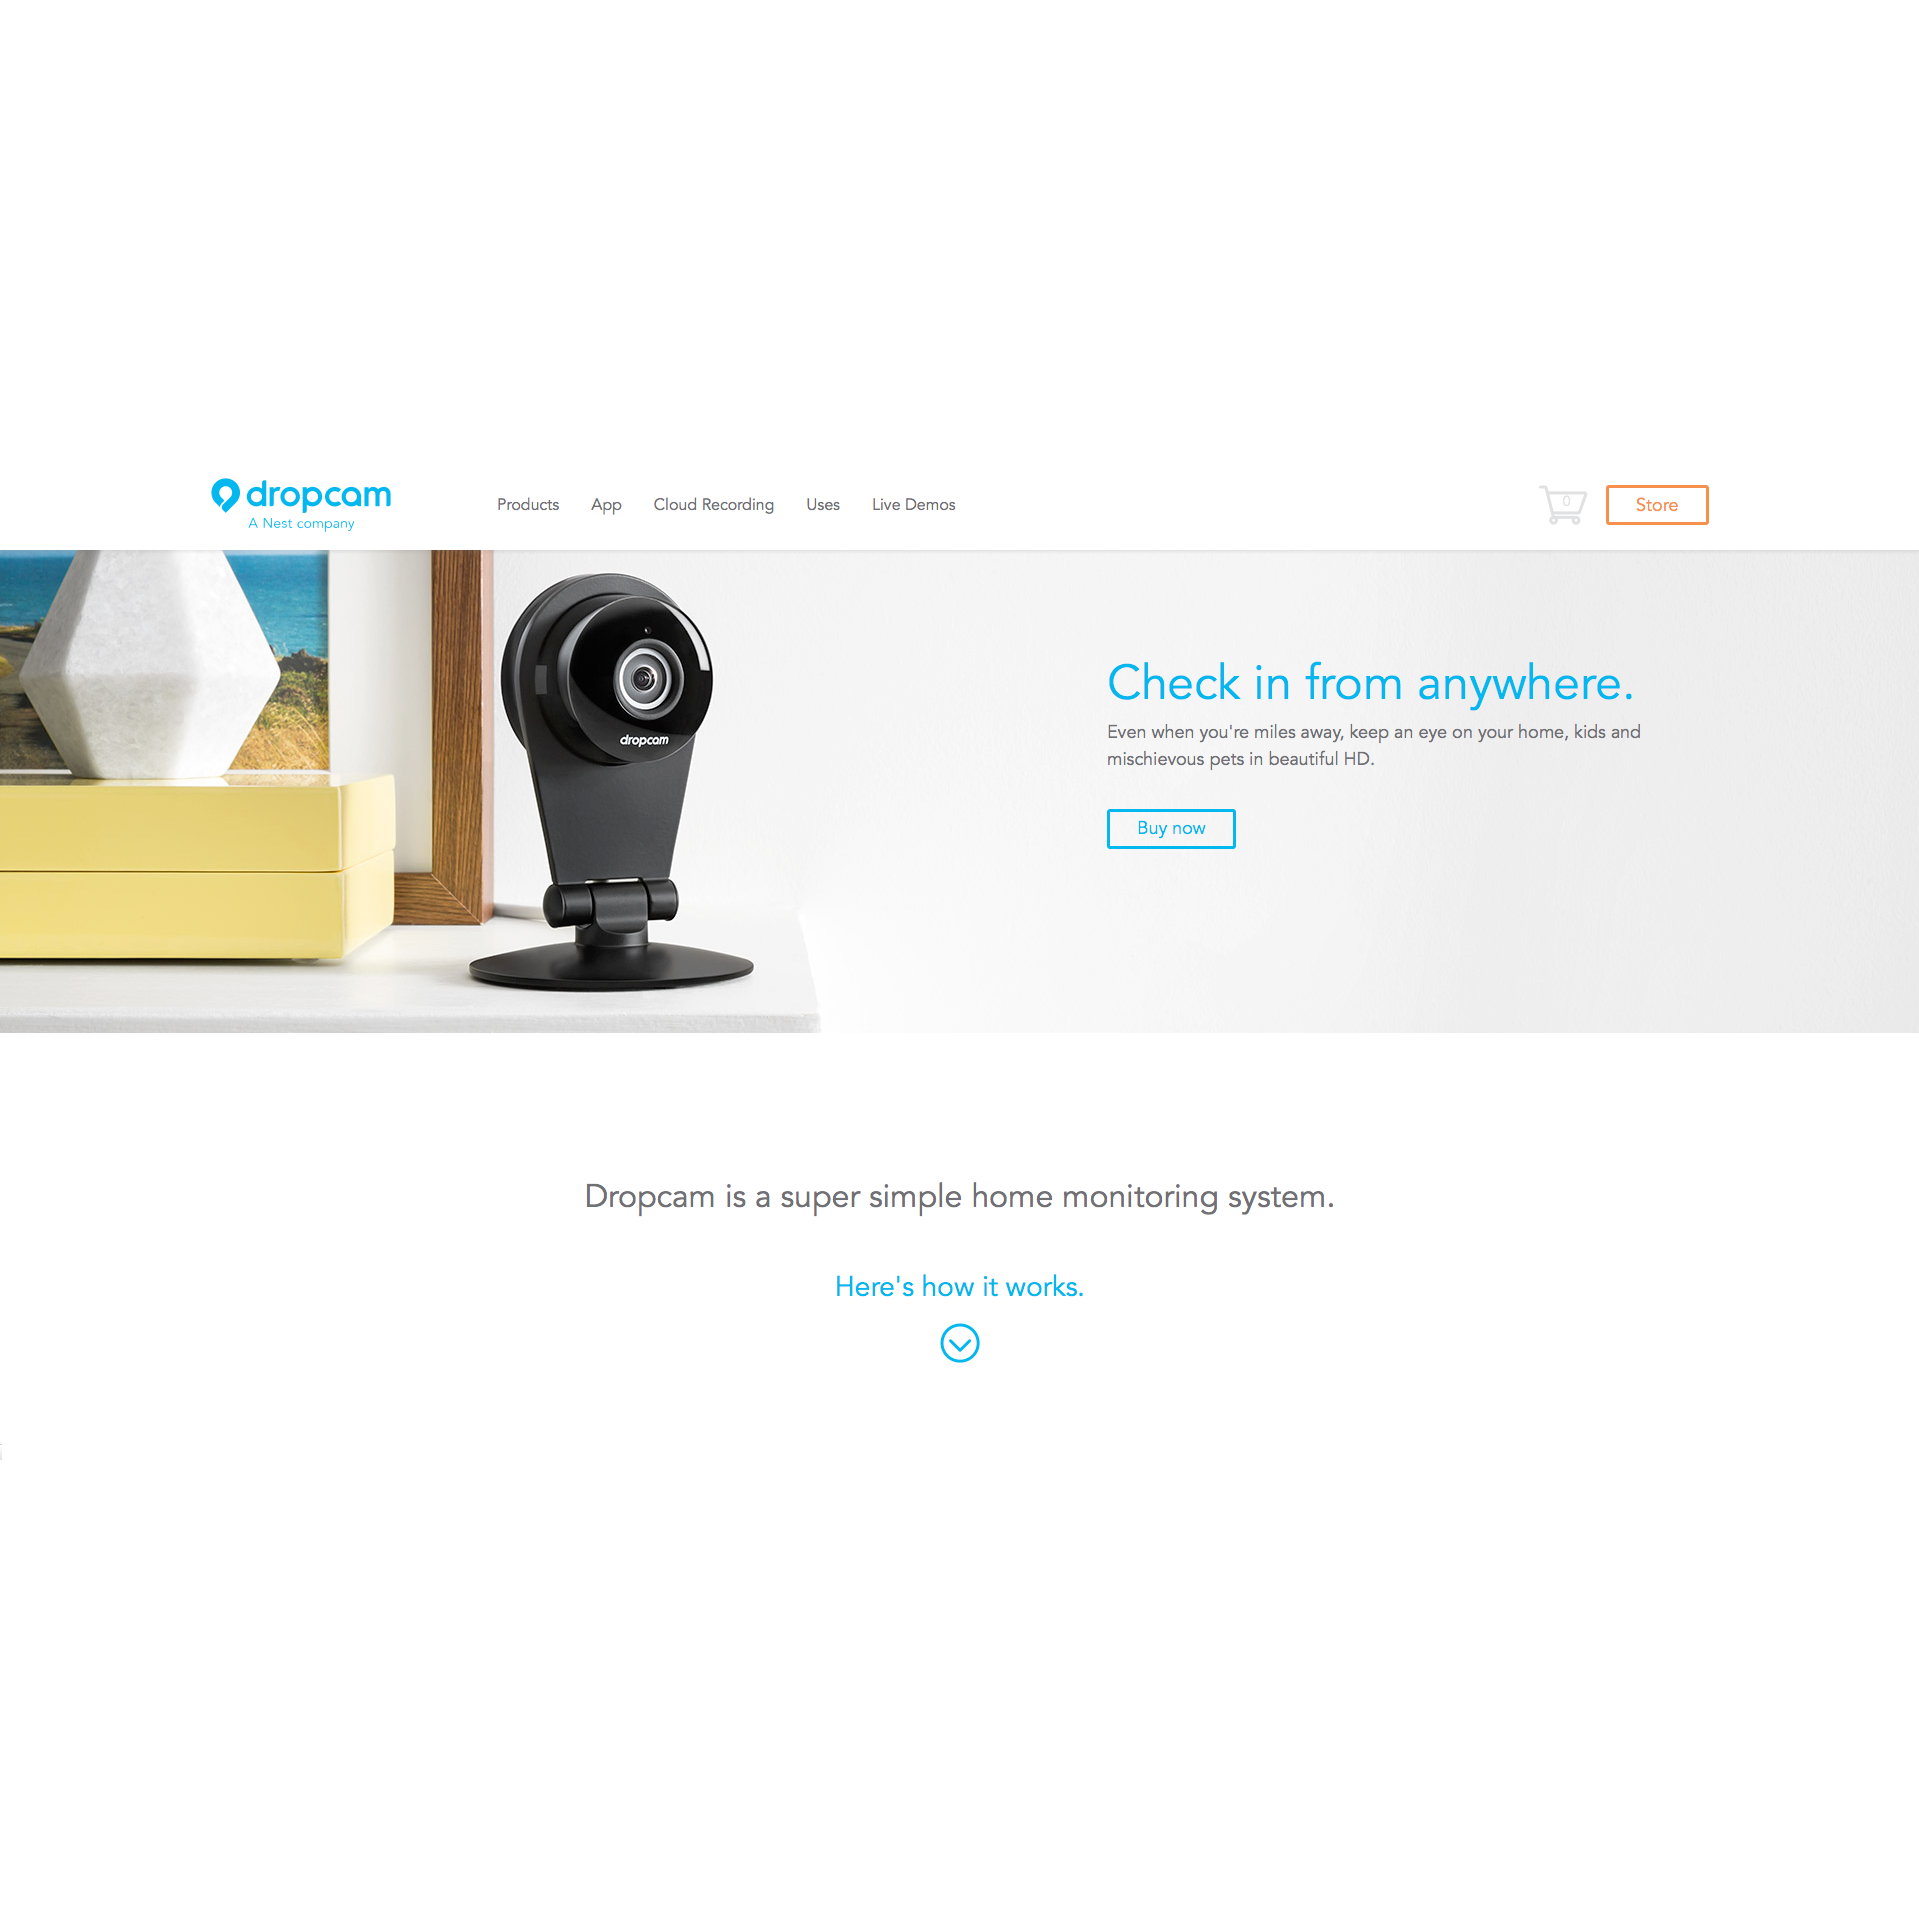 dropcam
A Nest company
Products App Cloud Recording Uses Live Demos
0
Store
dropcam
Check in from anywhere.
Even when you're miles away, keep an eye on your home, kids and
mischievous pets in beautiful HD.
Buy now
Dropcam is a super simple home monitoring system.
Here's how it works.